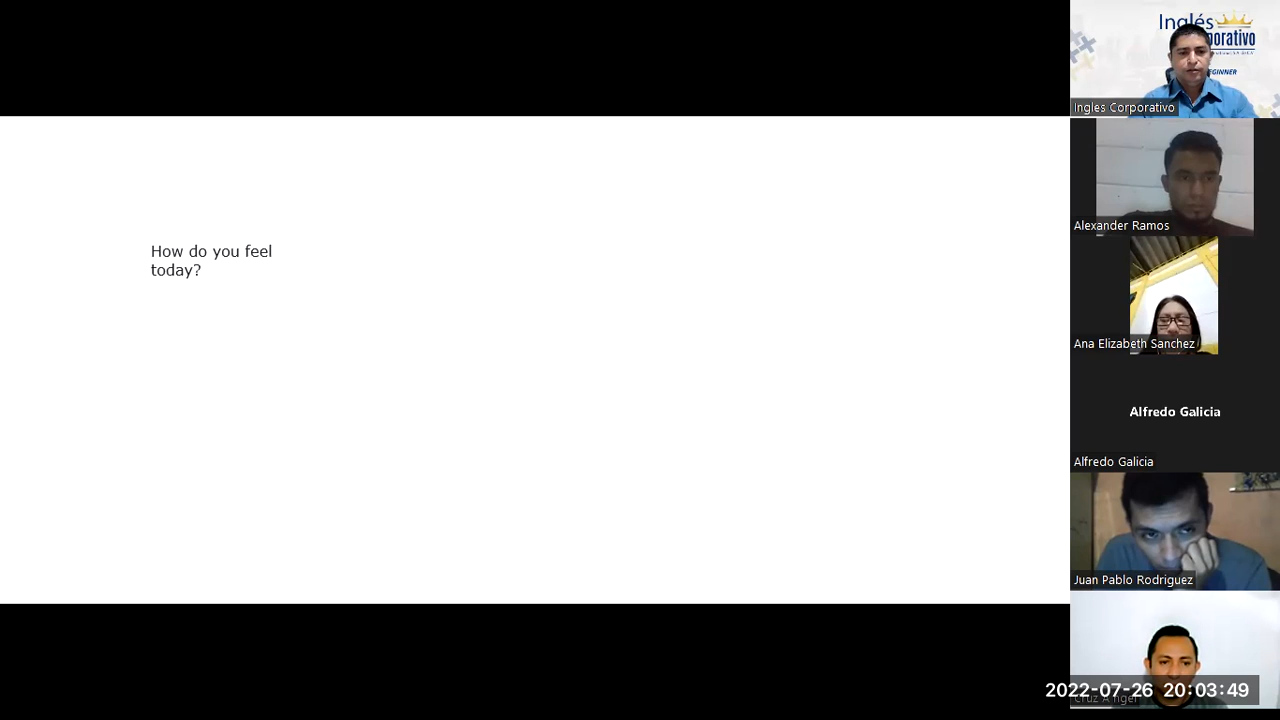 How do you feel
today?
Inglés
porativo
EGINNER
Ingles Corporativo
Alexander Ramos
Ana Elizabeth Sanchez
Alfredo Galicia
Alfredo Galicia
Juan Pablo Rodriguez
2022-07-26 20:03:49